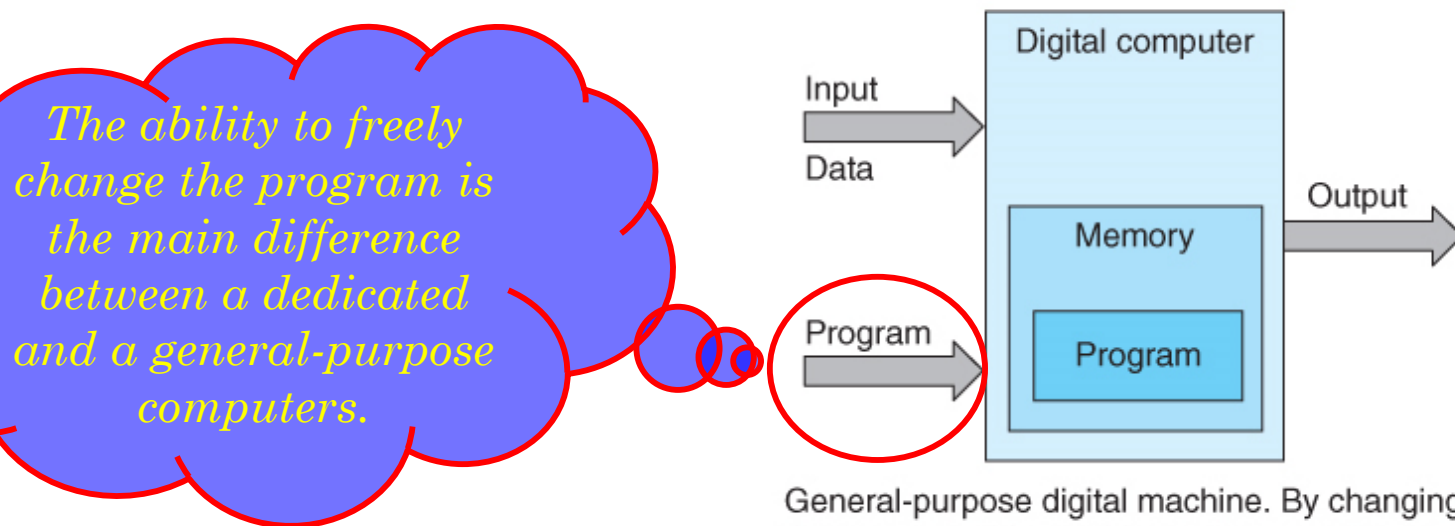 The ability to freely
change the program is
the main difference
between a dedicated
and a general-purpose
computers.
Digital computer
Input
Data
Memory
Output
Program
Program
General-purpose digital machine. By changing